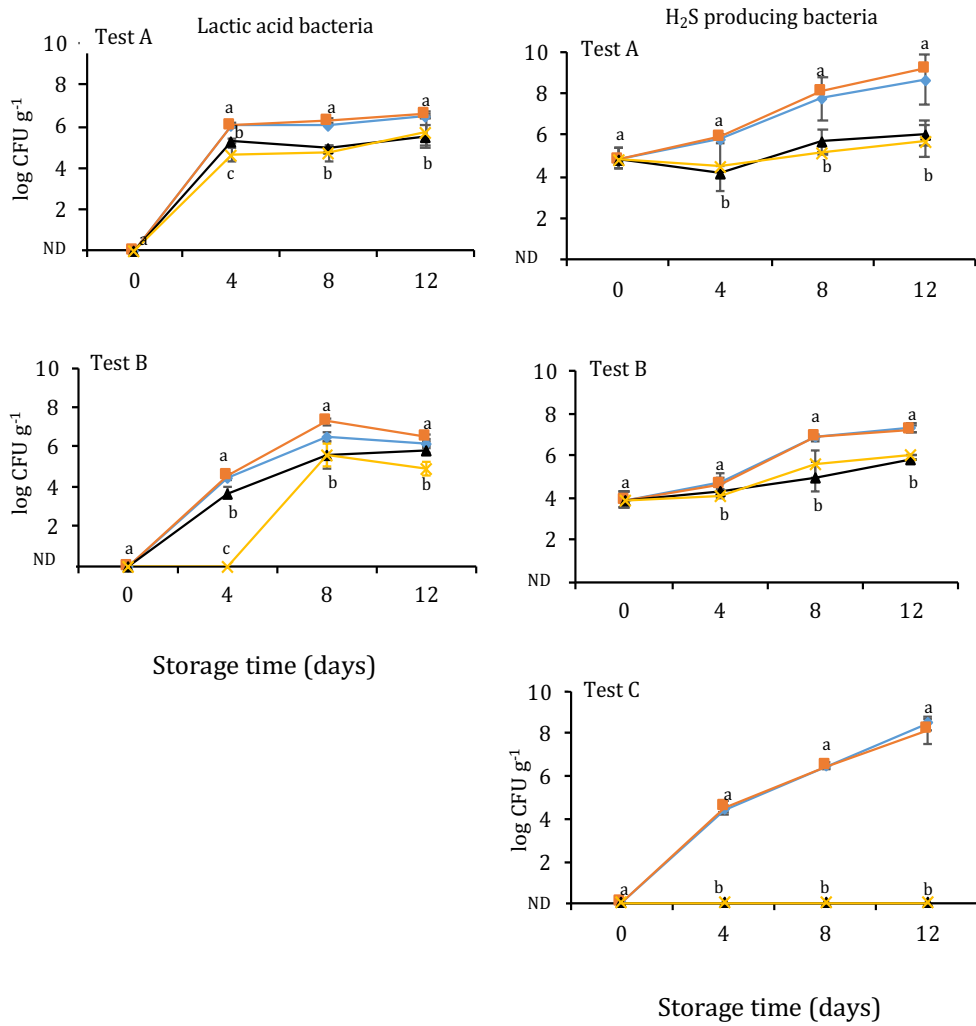 Lactic acid bacteria
Test A
10
8
6
4
2
ND
log CFU g-1
a
a
b
c
a
b
a
b
0 4 8 12
H2S producing bacteria
Test A
10
8
6
4
2
ND
a
a
b
a
b
a
b
0 4 8 12
Test B
10
8
6
4
2
ND
log CFU g-1
a
a
b
c
a
b
a
b
0 4 8 12
Storage time (days)
Test B
10
8
6
4
2
ND
a
a
b
a
b
a
b
0 4 8 12
Test C
10
8
6
4
2
ND
log CFU g-1
a
a
b
a
b
a
b
0 4 8 12
Storage time (days)